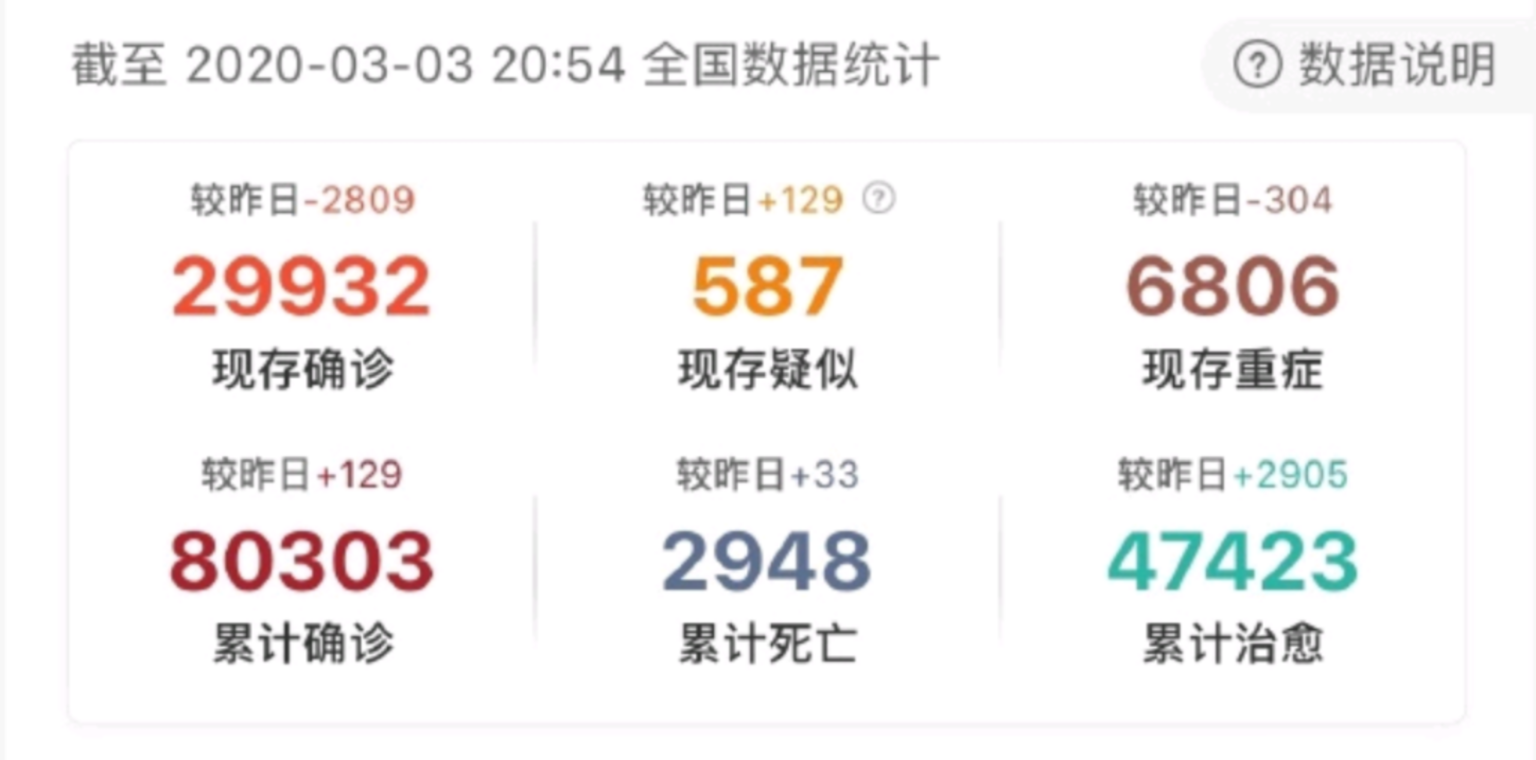 截至 2020-03-03 20:54 全国数据统计
? 数据说明
较昨日-2809
29932
现存确诊
较昨日+129 ?
587
现存疑似
较昨日-304
6806
现存重症
较昨日+129
80303
累计确诊
较昨日+33
2948
累计死亡
较昨日+2905
47423
累计治愈